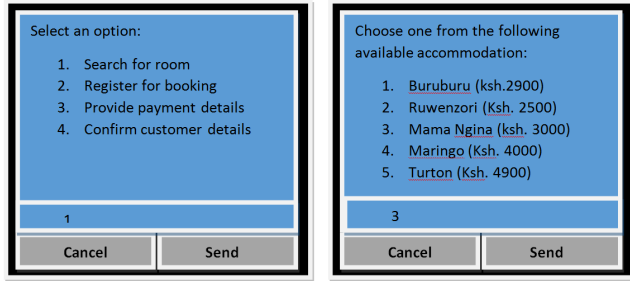 Select an option:
1. Search for room
2. Register for booking
3. Provide payment details
4. Confirm customer details
1
Cancel Send
Choose one from the following
available accommodation:
1. Buruburu (ksh.2900)
2. Ruwenzori (Ksh. 2500)
3. Mama Ngina (ksh. 3000)
4. Maringo (Ksh. 4000)
5. Turton (Ksh. 4900)
3
Cancel Send